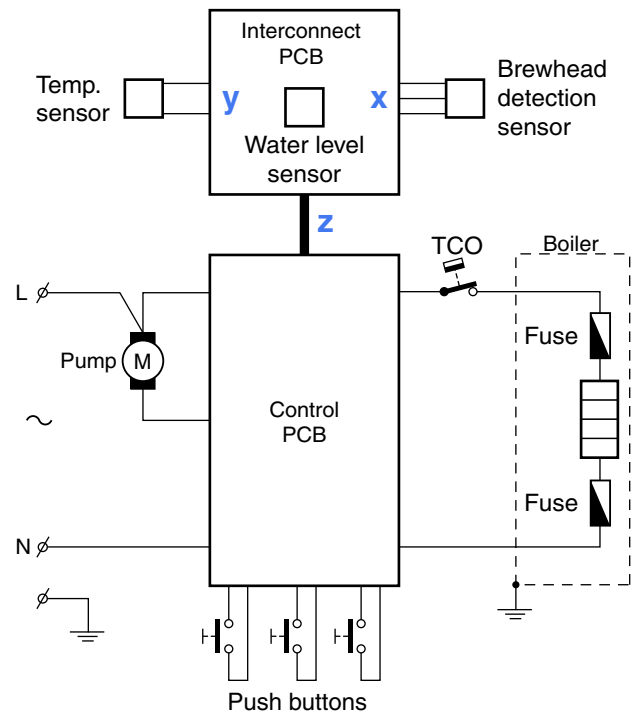 Interconnect
PCB
Temp.
sensor
y
x
Brewhead
detection
sensor
Water level
sensor
z
TCO
Boiler
L
Fuse
Pump
M
Control
PCB
Fuse
N
Push buttons